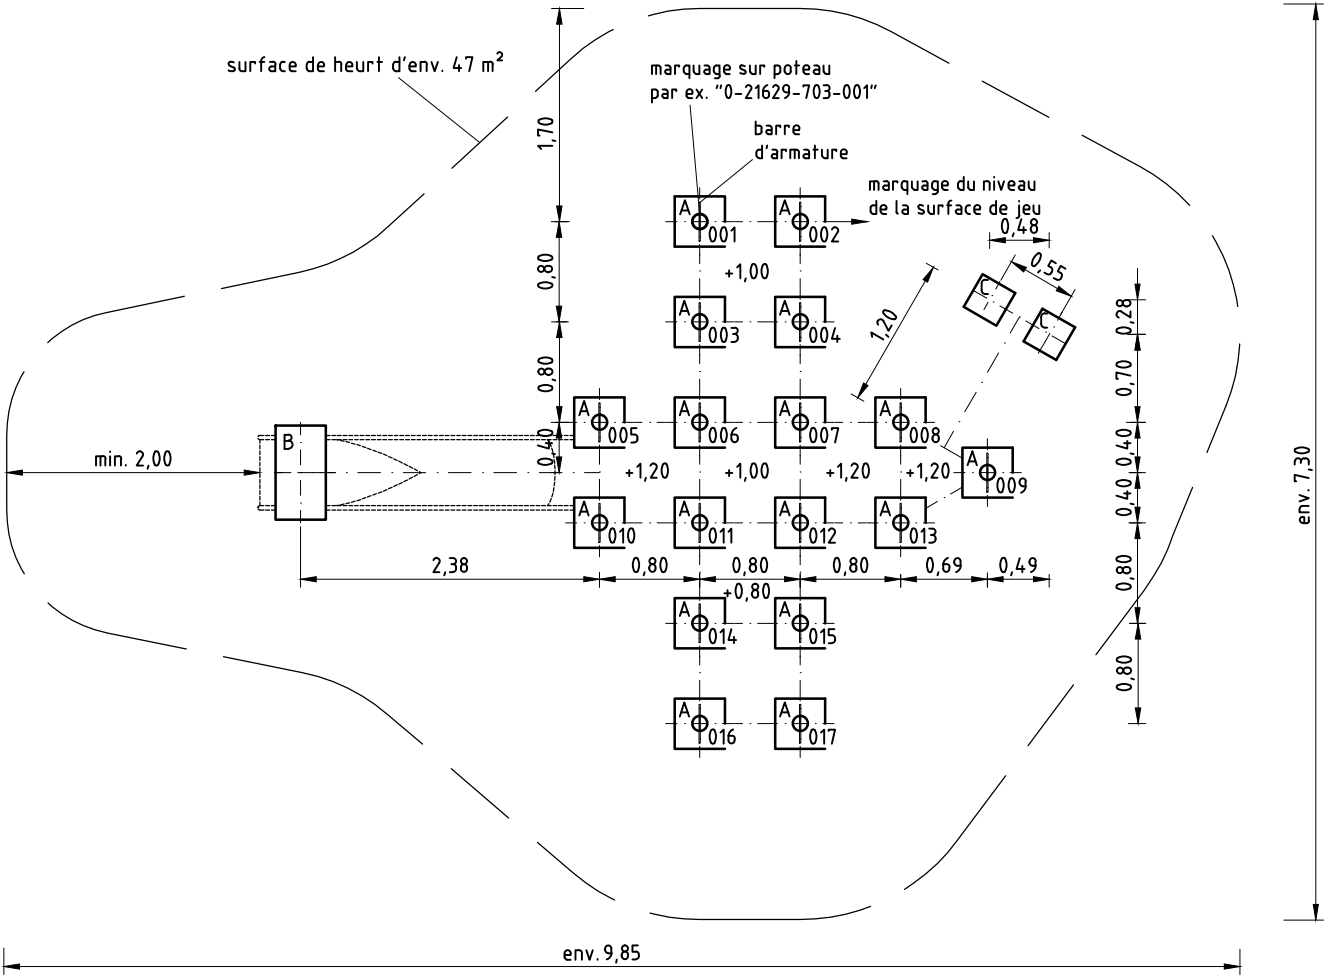 surface de heurt d'env. 47 m²
marquage sur poteau
par ex. "0-21629-703-001"
barre
d'armature
marquage du niveau
de la surface de jeu
1,70
A
001
A
002
0,48
0,55
C
C
0,80
+1,00
1,20
0,28
A
003
A
004
0,80
0,70
A
005
A
006
A
007
A
008
B
0,40
0,40
min. 2,00
+1,20
+1,00
+1,20
+1,20
A
009
0,40
A
010
A
011
A
012
A
013
2,38
0,80
0,80
0,80
0,69
0,49
0,80
+0,80
A
014
A
015
0,80
A
016
A
017
env. 7,30
env. 9,85